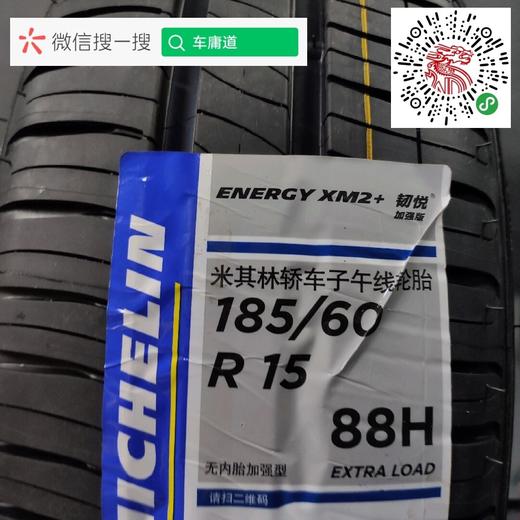 微信搜一搜
车庸道
ENERGY XM2+ 韧悦
加强版
米其林轿车子午线轮胎
185/60
R 15
88H
无内胎加强型
EXTRA LOAD
请扫二维码
MICHELIN